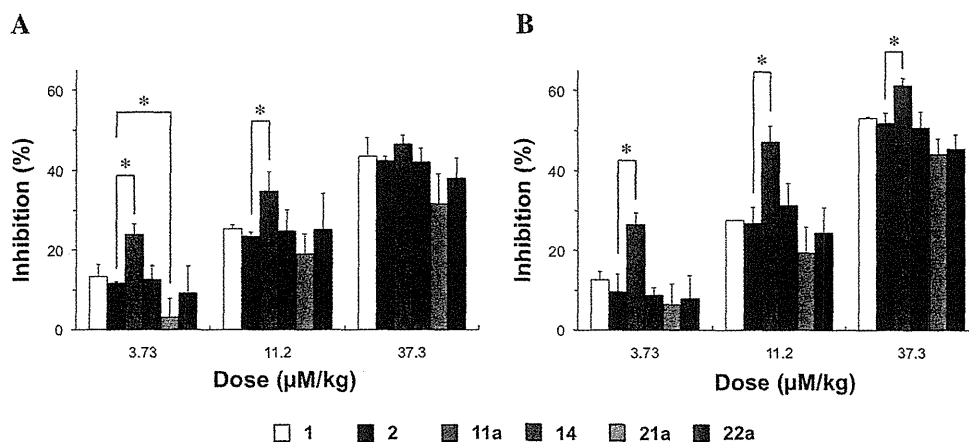 A
B
Inhibition (%)
60
40
20
0
*
*
*
3.73
11.2
37.3
Dose (μM/kg)
Inhibition (%)
60
40
20
0
*
*
*
3.73
11.2
37.3
Dose (μM/kg)
1 2 11a 14 21a 22a